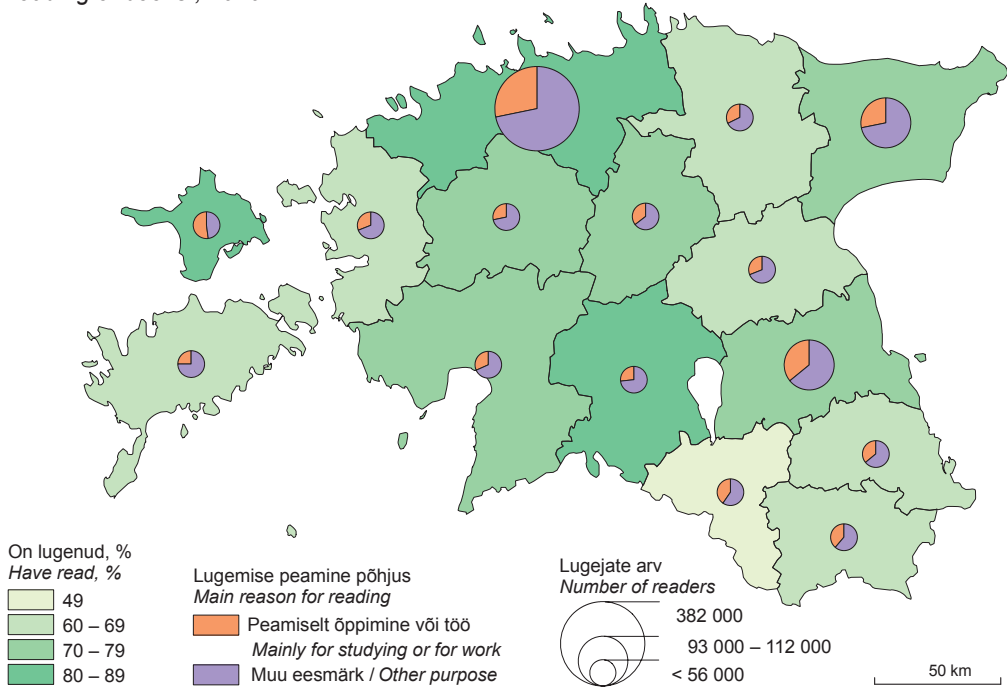 On lugenud, %
Have read, %
49
60 – 69
70 – 79
80 – 89
Lugemise peamine põhjus
Main reason for reading
Peamiselt õppimine või töö
Mainly for studying or for work
Muu eesmärk / Other purpose
Lugejate arv
Number of readers
382 000
93 000 – 112 000
< 56 000
50 km